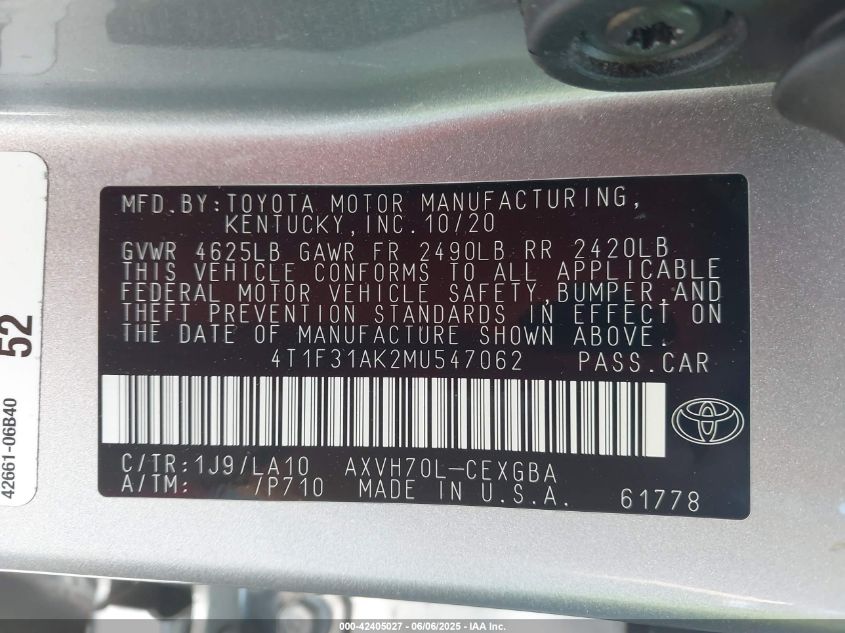 MFD.BY:TOYOTA MOTOR MANUFACTURING,
KENTUCKY,INC.10/20
GVWR 4625LB GAWR FR 2490LB RR 2420LB
THIS VEHICLE CONFORMS TO ALL APPLICABLE
FEDERAL MOTOR VEHICLE SAFETY,BUMPER,AND
THEFT PREVENTION STANDARDS IN EFFECT ON
THE DATE OF MANUFACTURE SHOWN ABOVE.
4T1F31AK2MU547062 PASS.CAR
C/TR:1J9/LA10 AXVH70L-CEXGBA
A/TM: /P710 MADE IN U.S.A. 61778
52
42661-06B40
000-42405027 - 06/06/2025 - IAA Inc.